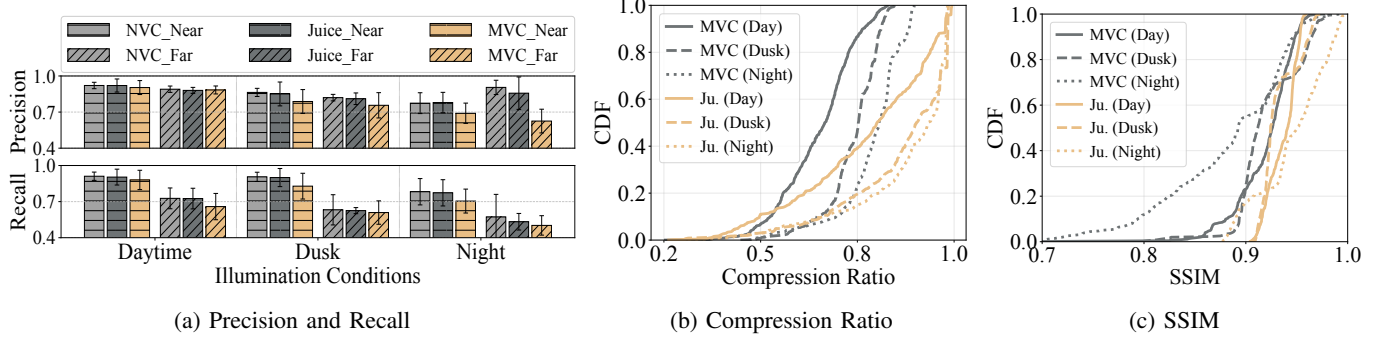 NVC_Near Juice_Near MVC_Near
NVC_Far Juice_Far MVC_Far
Precision
1.0
0.7
0.4
Recall
1.0
0.7
0.4
Daytime Dusk Night
Illumination Conditions
(a) Precision and Recall
CDF
1.0
0.8
0.6
0.4
0.2
0.0
MVC (Day)
MVC (Dusk)
MVC (Night)
Ju. (Day)
Ju. (Dusk)
Ju. (Night)
0.2 0.5 0.8 1.0
Compression Ratio
(b) Compression Ratio
CDF
1.0
0.8
0.6
0.4
0.2
0.0
MVC (Day)
MVC (Dusk)
MVC (Night)
Ju. (Day)
Ju. (Dusk)
Ju. (Night)
0.7 0.8 0.9 1.0
SSIM
(c) SSIM